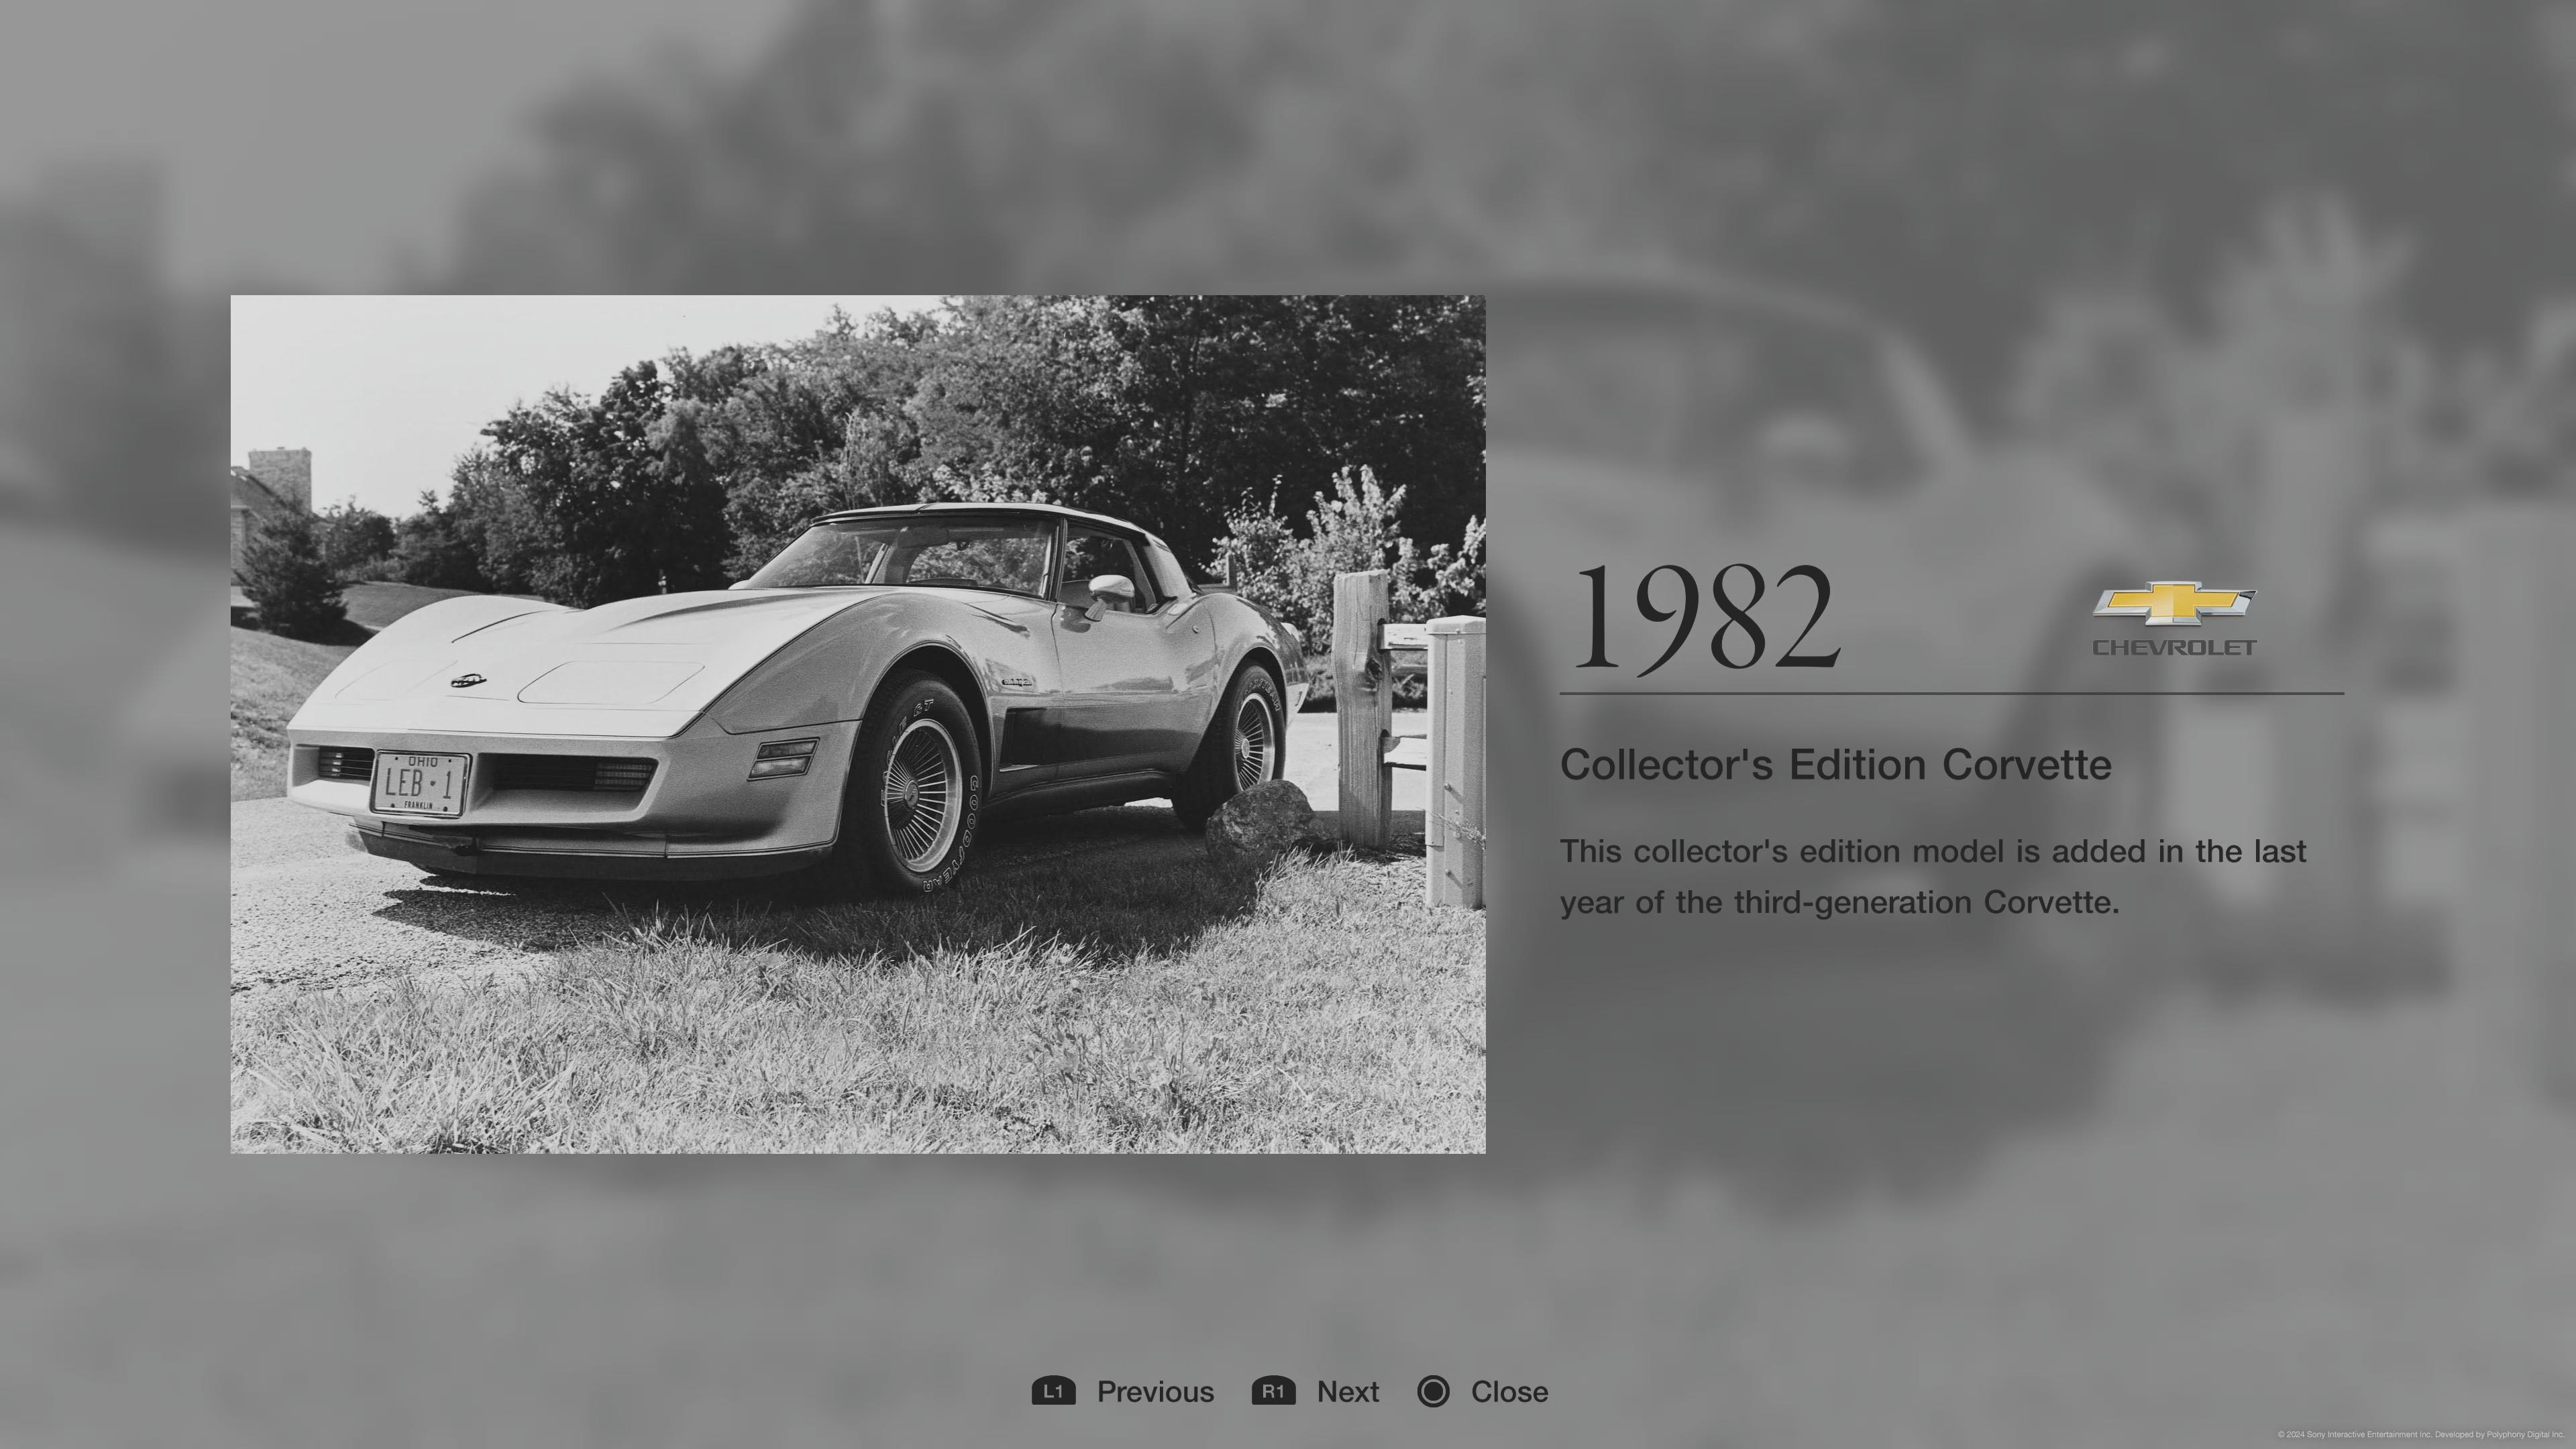 OHIO
LEB·1
FRANKLIN
GT
GOODYEAR
1982
CHEVROLET
Collector's Edition Corvette
This collector's edition model is added in the last
year of the third-generation Corvette.
L1 Previous R1 Next Close
© 2024 Sony Interactive Entertainment Inc. Developed by Polyphony Digital Inc.